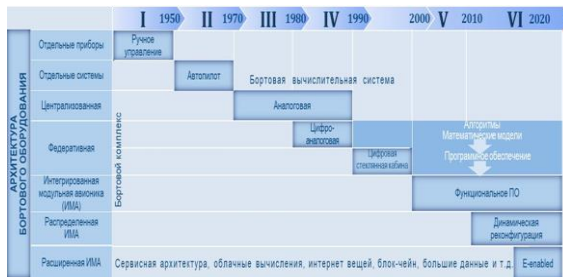 I 1950 II 1970 III 1980 IV 1990 2000 V 2010 VI 2020
АРХИТЕКТУРА
БОРТОВОГО ОБОРУДОВАНИЯ
Отдельные приборы
Ручное
управление
Отдельные системы
Автопилот
Бортовая вычислительная система
Централизованная
Аналоговая
Бортовой комплекс
Федеративная
Цифро-
аналоговая
Алгоритмы
Математические модели
Цифровая
стеклянная кабина
Программное обеспечение
Интегрированная
модульная авионика
(ИМА)
Функциональное ПО
Распределенная
ИМА
Динамическая
реконфигурация
Расширенная ИМА
Сервисная архитектура, облачные вычисления, интернет вещей, блок-чейн, большие данные и т.д.
E-enabled